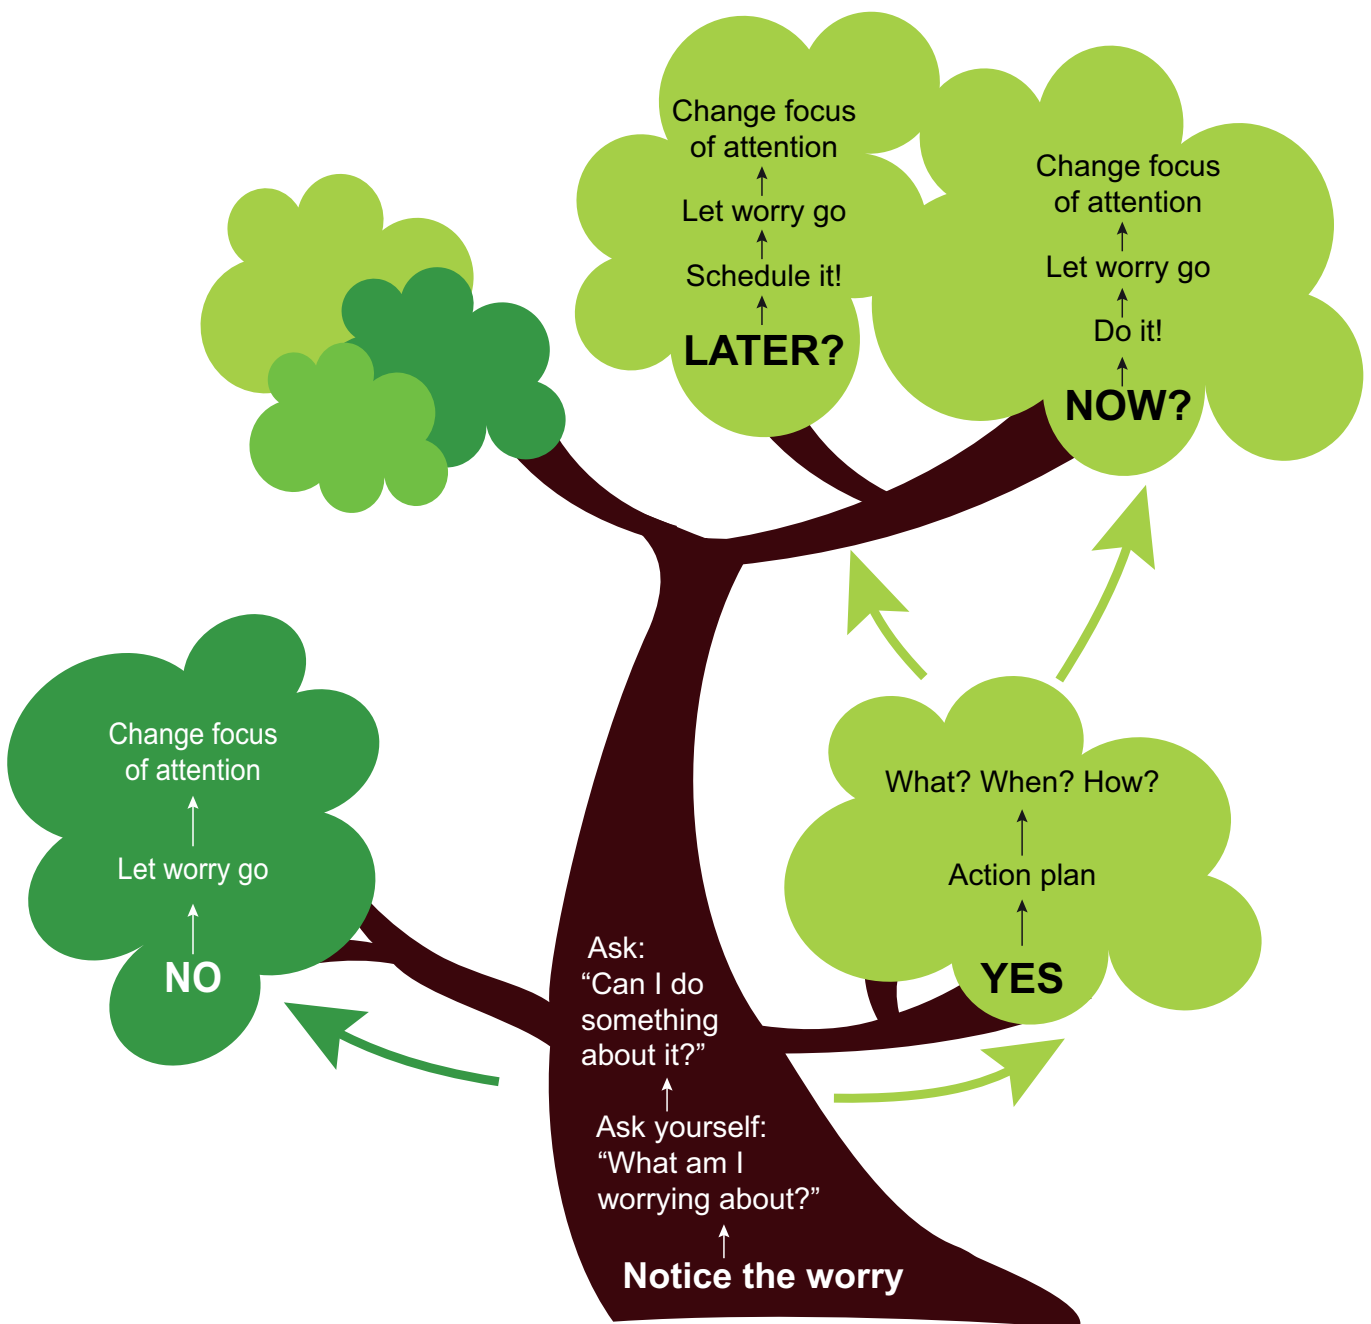 Change focus
of attention
Let worry go
Schedule it!
LATER?
Change focus
of attention
Let worry go
Do it!
NOW?
Change focus
of attention
Let worry go
NO
What? When? How?
Action plan
YES
Ask:
“Can I do
something
about it?”
Ask yourself:
“What am I
worrying about?”
Notice the worry